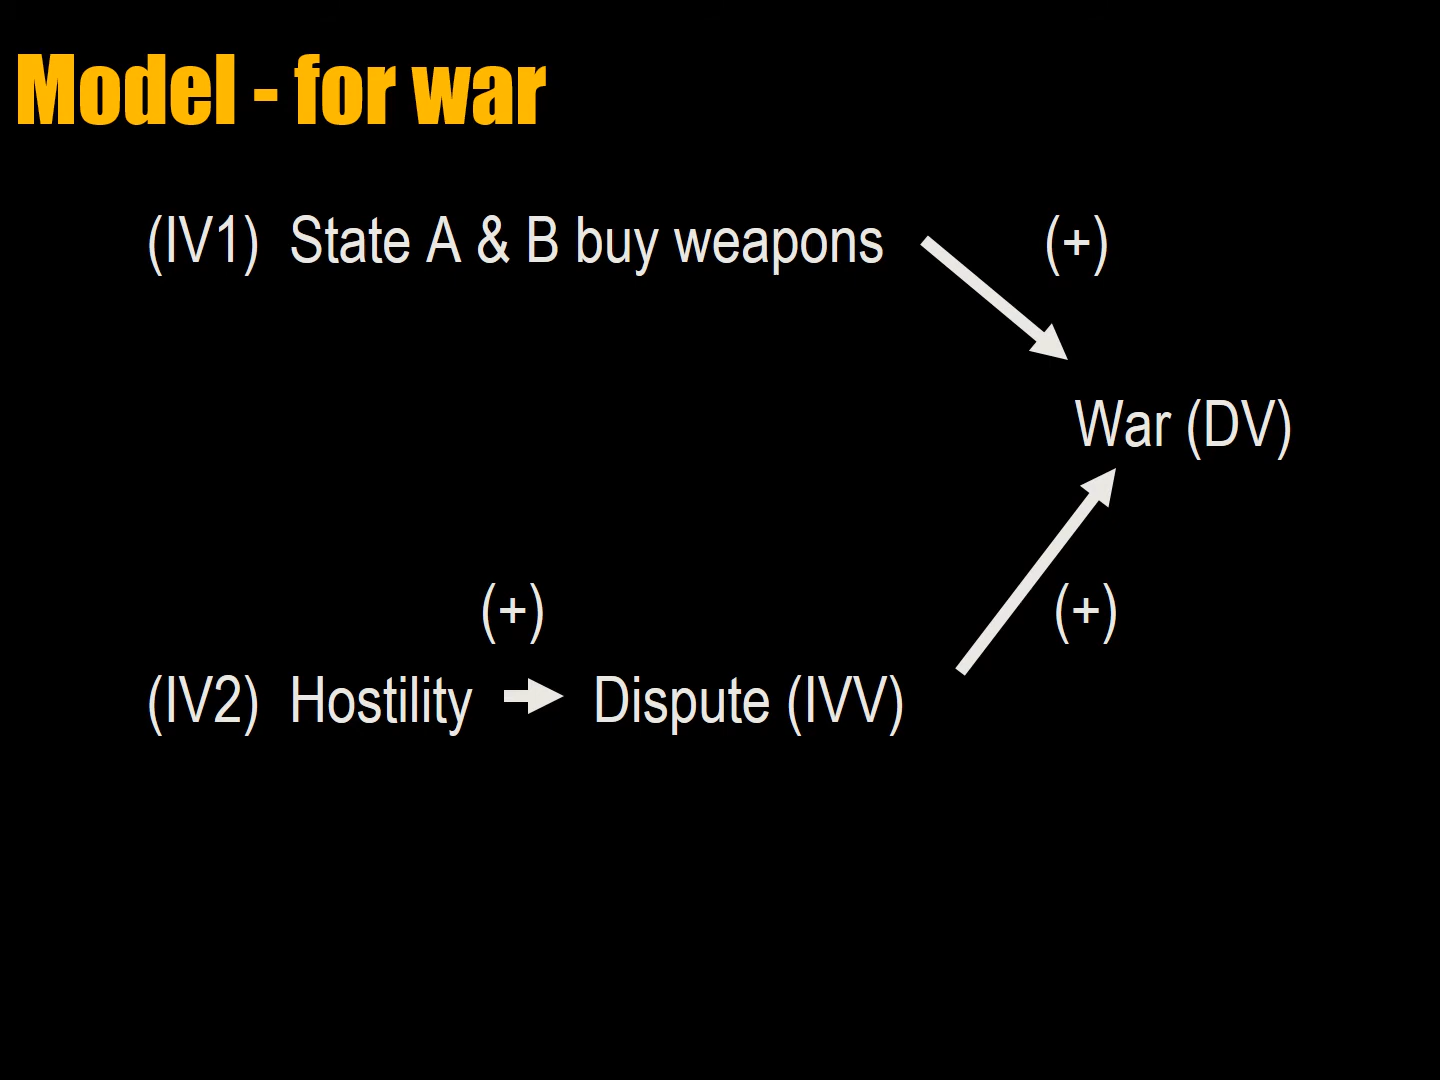 Model - for war
(IV1) State A & B buy weapons (+)
War (DV)
(+) (+)
(IV2) Hostility Dispute (IVV)